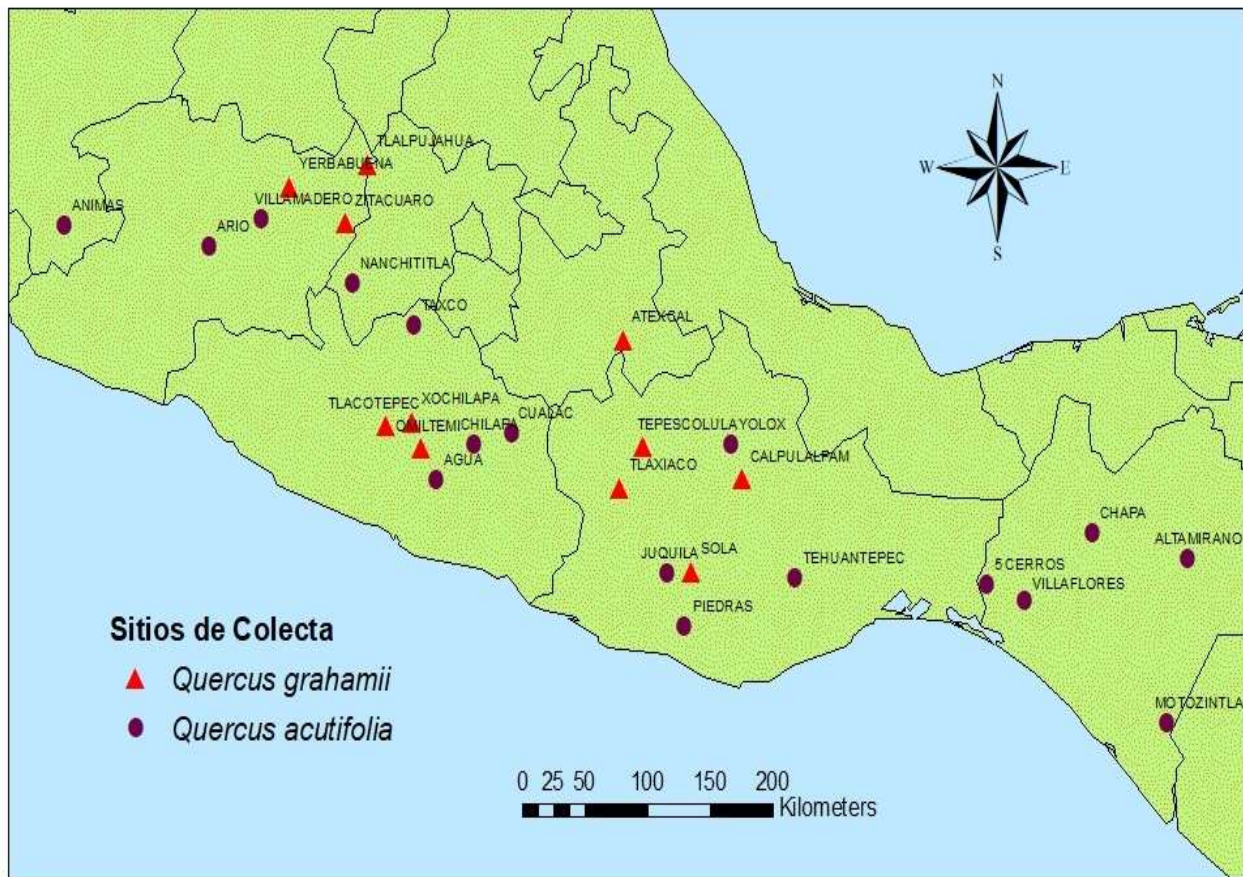 N
W
E
S
TLALPUJAHUA
YERBABUENA
ANIMAS
VILLAMADERO
ZITACUARO
ARIO
NANCHITITLA
TAXCO
ATEXCAL
TLACOTEPEC
XOCHILAPA
OMILTEMI
CHILAPA
CUALAC
AGUA
TEPESCOLULA
YOLOX
TLAXIACO
CALPULALPAM
CHAPA
ALTAMIRANO
JUQUILA
SOLA
TEHUANTEPEC
5 CERROS
VILLAFLORES
PIEDRAS
MOTOZINTLA
Sitios de Colecta
Quercus grahamii
Quercus acutifolia
0 25 50 100 150 200
Kilometers